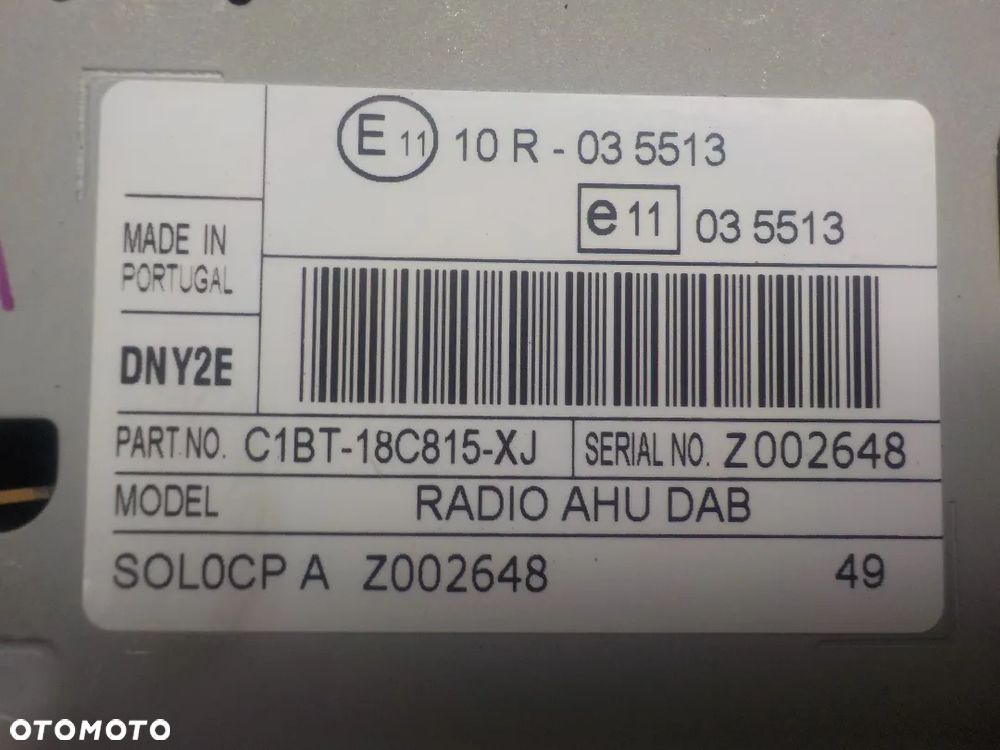 E 11 10 R - 03 5513
e 11 03 5513
MADE IN
PORTUGAL
DNY2E
PART NO. C1BT-18C815-XJ SERIAL NO. Z002648
MODEL RADIO AHU DAB
SOL0CP A Z002648 49
OTOMOTO